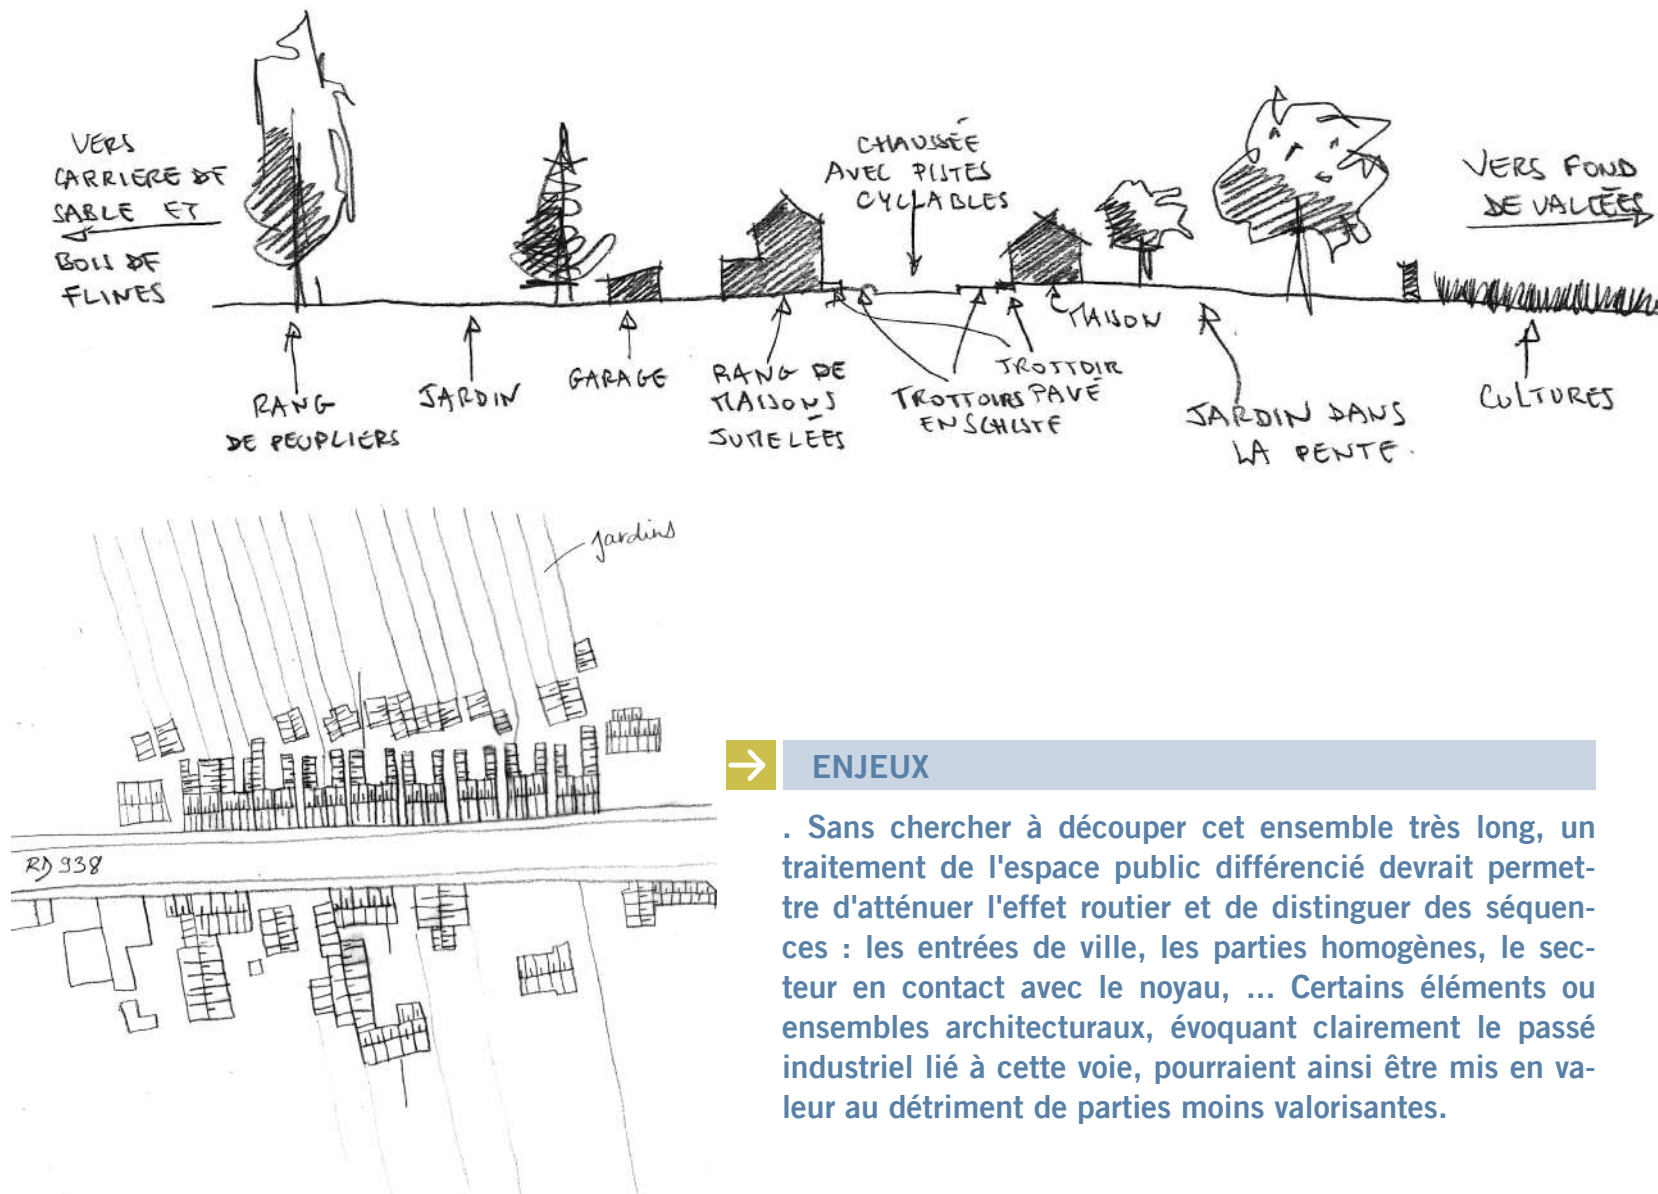 VERS
CARRIERE DE
SABLE ET
BOIS DE
FLINES
CHAUSSÉE
AVEC PISTES
CYCLABLES
VERS FOND
DE VALLÉES
RANG
DE PEUPLIERS
JARDIN
GARAGE
RANG DE
MAISONS
JUMELÉES
TROTTOIRS PAVÉ
EN SCHISTE
TROTTOIR
MAISON
JARDIN DANS
LA PENTE.
CULTURES
jardins
RD 938
ENJEUX
. Sans chercher à découper cet ensemble très long, un
traitement de l'espace public différencié devrait permet-
tre d'atténuer l'effet routier et de distinguer des séquen-
ces : les entrées de ville, les parties homogènes, le sec-
teur en contact avec le noyau, ... Certains éléments ou
ensembles architecturaux, évoquant clairement le passé
industriel lié à cette voie, pourraient ainsi être mis en va-
leur au détriment de parties moins valorisantes.